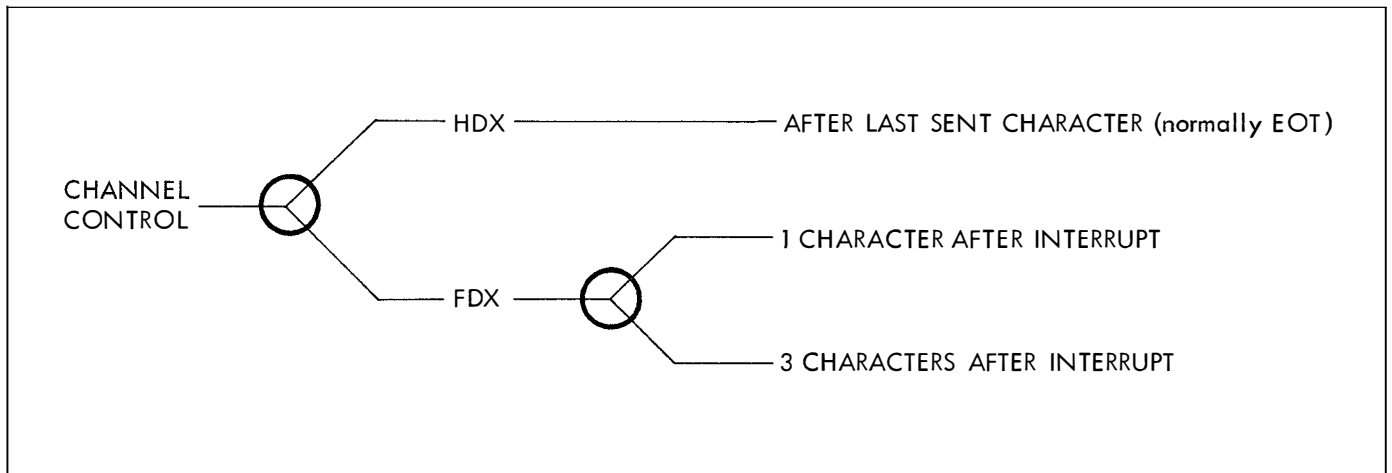 HDX
AFTER LAST SENT CHARACTER (normally EOT)
CHANNEL
CONTROL
1 CHARACTER AFTER INTERRUPT
FDX
3 CHARACTERS AFTER INTERRUPT